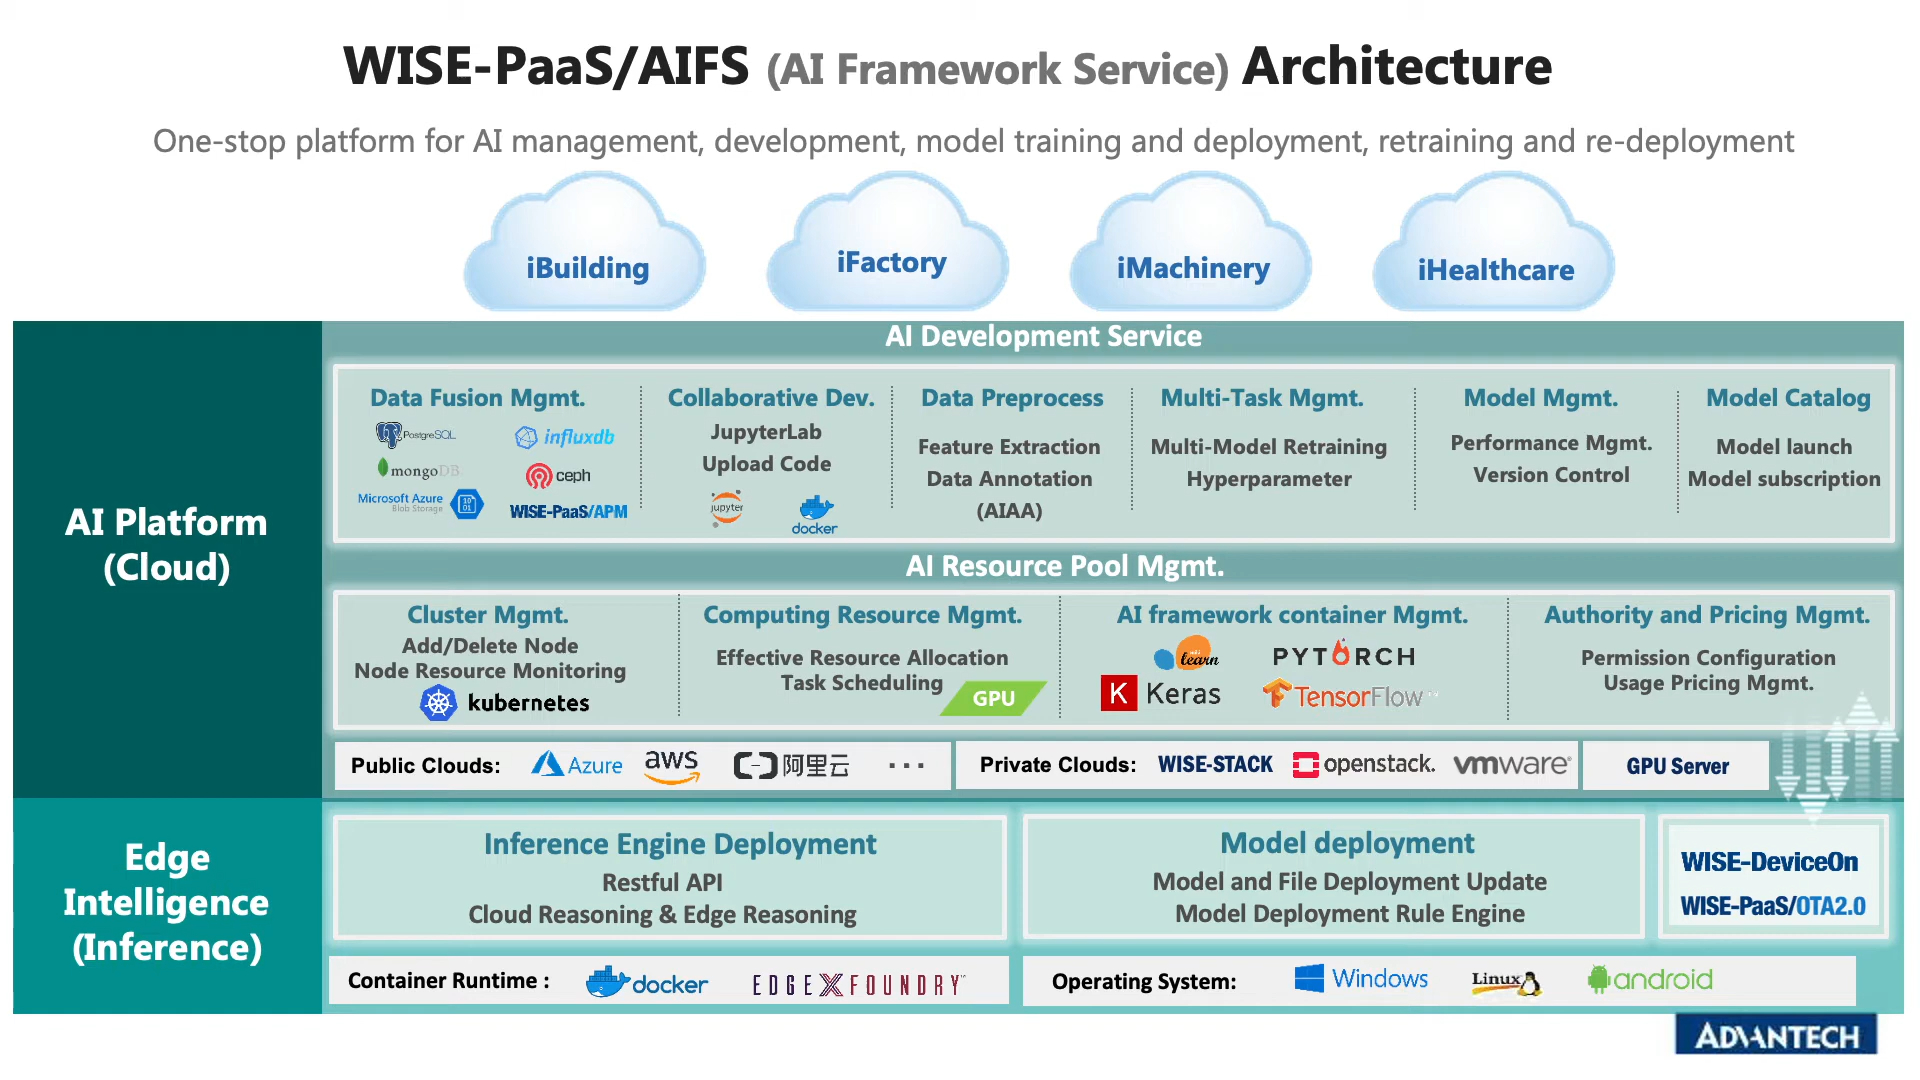 WISE-PaaS/AIFS (AI Framework Service) Architecture
One-stop platform for AI management, development, model training and deployment, retraining and re-deployment
iBuilding
iFactory
iMachinery
iHealthcare
AI Platform
(Cloud)
AI Development Service
Data Fusion Mgmt.
PostgreSQL
influxdb
mongoDB
ceph
Microsoft Azure
Blob Storage
10
01
WISE-PaaS/APM
Collaborative Dev.
JupyterLab
Upload Code
jupyter
docker
Data Preprocess
Feature Extraction
Data Annotation
(AIAA)
Multi-Task Mgmt.
Multi-Model Retraining
Hyperparameter
Model Mgmt.
Performance Mgmt.
Version Control
Model Catalog
Model launch
Model subscription
AI Resource Pool Mgmt.
Cluster Mgmt.
Add/Delete Node
Node Resource Monitoring
kubernetes
Computing Resource Mgmt.
Effective Resource Allocation
Task Scheduling
GPU
AI framework container Mgmt.
learn
PYTORCH
K Keras
TensorFlow
Authority and Pricing Mgmt.
Permission Configuration
Usage Pricing Mgmt.
Public Clouds: Azure aws 阿里云 ···
Private Clouds: WISE-STACK openstack. vmware®
GPU Server
Edge
Intelligence
(Inference)
Inference Engine Deployment
Restful API
Cloud Reasoning & Edge Reasoning
Model deployment
Model and File Deployment Update
Model Deployment Rule Engine
WISE-DeviceOn
WISE-PaaS/OTA2.0
Container Runtime : docker EDGE X FOUNDRY
Operating System: Windows Linux android
ADVANTECH